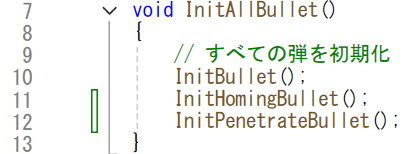 7 void InitAllBullet()
8 {
9 // すべての弾を初期化
10 InitBullet();
11 InitHomingBullet();
12 InitPenetrateBullet();
13 }